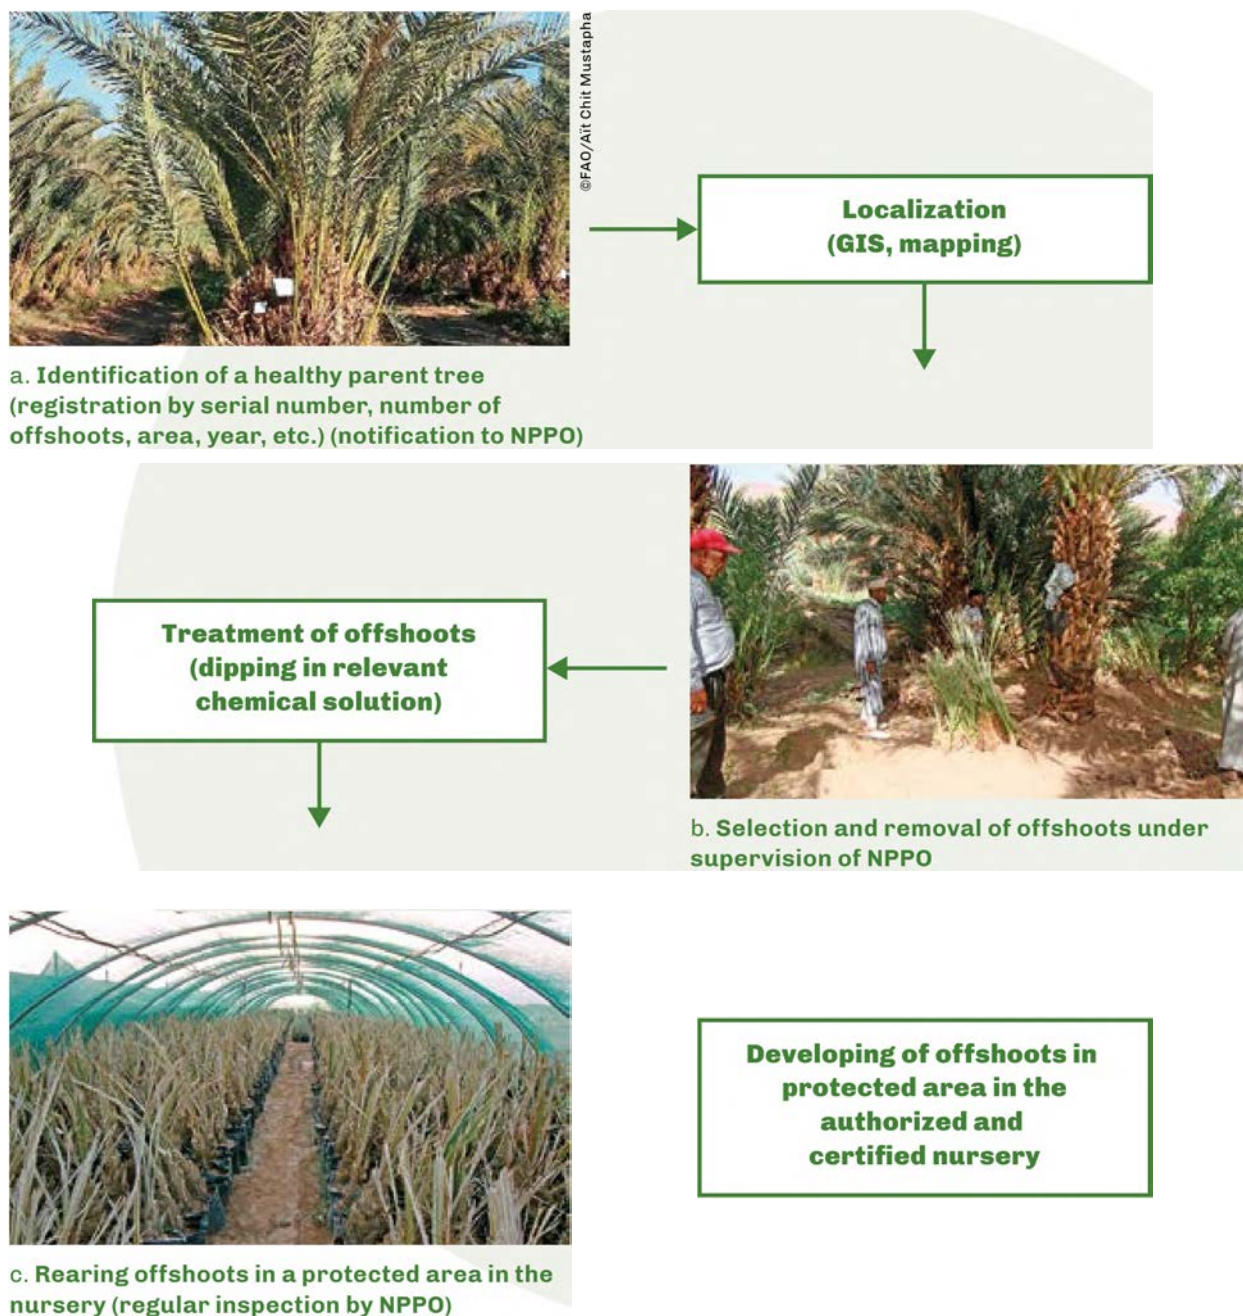 ©FAO/Aït Chit Mustapha
Localization
(GIS, mapping)
a. Identification of a healthy parent tree
(registration by serial number, number of
offshoots, area, year, etc.) (notification to NPPO)
Treatment of offshoots
(dipping in relevant
chemical solution)
b. Selection and removal of offshoots under
supervision of NPPO
Developing of offshoots in
protected area in the
authorized and
certified nursery
c. Rearing offshoots in a protected area in the
nursery (regular inspection by NPPO)